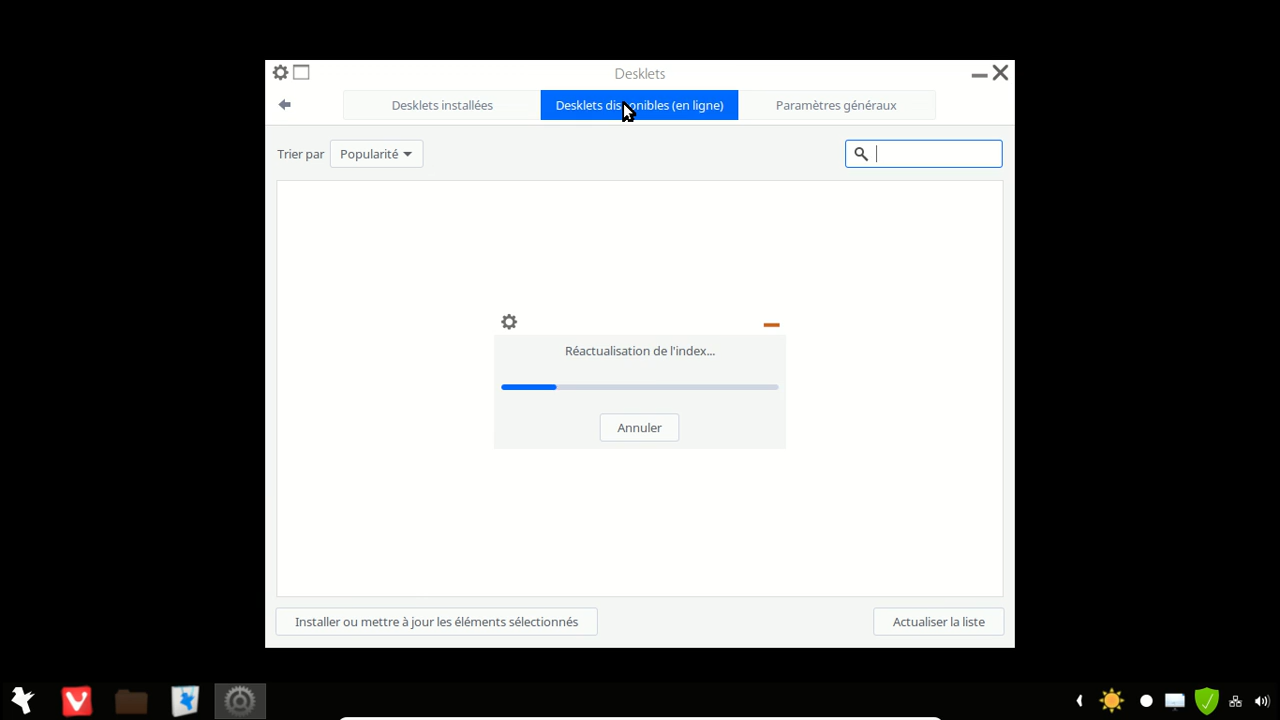 Desklets
Desklets installées
Desklets disponibles (en ligne)
Paramètres généraux
Trier par
Popularité
Réactualisation de l'index...
Annuler
Installer ou mettre à jour les éléments sélectionnés
Actualiser la liste